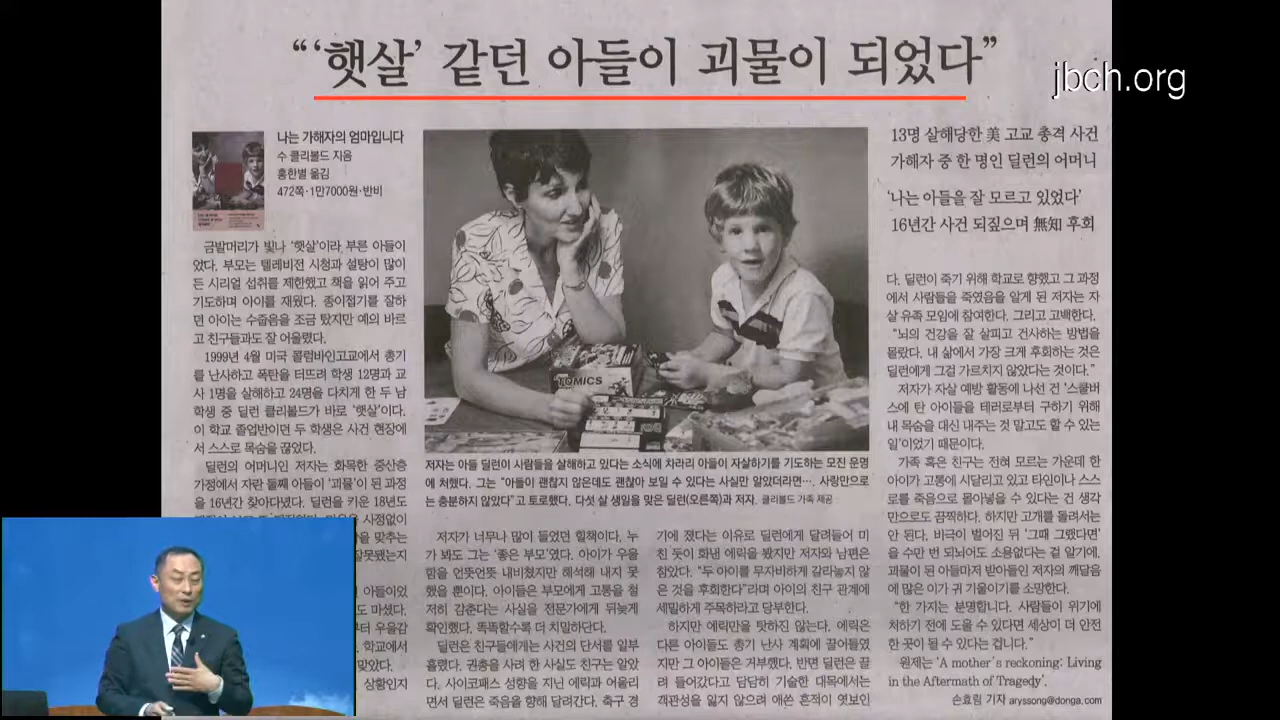 “‘햇살’ 같던 아들이 괴물이 되었다”
jbch.org
나는 가해자의 엄마입니다
수 클리볼드 지음
홍한별 옮김
472쪽·1만7000원·반비
13명 살해당한 美 고교 총격 사건
가해자 중 한 명인 딜런의 어머니
‘나는 아들을 잘 모르고 있었다’
16년간 사건 되짚으며 無知 후회
금발머리가 빛나 ‘햇살’이라 부른 아들이
었다. 부모는 텔레비전 시청과 설탕이 많이
든 시리얼 섭취를 제한했고 책을 읽어 주고
기도하며 아이를 재웠다. 종이접기를 잘하
던 아이는 수줍음을 조금 탔지만 예의 바르
고 친구들과도 잘 어울렸다.
1999년 4월 미국 콜럼바인고교에서 총기
를 난사하고 폭탄을 터뜨려 학생 12명과 교
사 1명을 살해하고 24명을 다치게 한 두 남
학생 중 딜런 클리볼드가 바로 ‘햇살’이다.
이 학교 졸업반이던 두 학생은 사건 현장에
서 스스로 목숨을 끊었다.
딜런의 어머니인 저자는 화목한 중산층
가정에서 자란 둘째 아들이 ‘괴물’이 된 과정
을 16년간 찾아다녔다. 딜런을 키운 18년도
사정없이
맞추는
잘못됐는지
아들이었
도 마셨다.
터 우울감
학교에서
맞았다.
상황인지
TOMICS
저자는 아들 딜런이 사람들을 살해하고 있다는 소식에 차라리 아들이 자살하기를 기도하는 모진 운명
에 처했다. 그는 “아들이 괜찮지 않은데도 괜찮아 보일 수 있다는 사실만 알았더라면…. 사랑만으로
는 충분하지 않았다”고 토로했다. 다섯 살 생일을 맞은 딜런(오른쪽)과 저자. 클리볼드 가족 제공
저자가 너무나 많이 들었던 힐책이다. 누
가 봐도 그는 ‘좋은 부모’였다. 아이가 우울
함을 언뜻언뜻 내비쳤지만 해석해 내지 못
했을 뿐이다. 아이들은 부모에게 고통을 철
저히 감춘다는 사실을 전문가에게 뒤늦게
확인했다. 똑똑할수록 더 치밀하단다.
딜런은 친구들에게는 사건의 단서를 일부
흘렸다. 권총을 사려 한 사실도 친구는 알았
다. 사이코패스 성향을 지닌 에릭과 어울리
면서 딜런은 죽음을 향해 달려간다. 축구 경
기에 졌다는 이유로 딜런에게 달려들어 미
친 듯이 화낸 에릭을 봤지만 저자와 남편은
참았다. “두 아이를 무자비하게 갈라놓지 않
은 것을 후회한다”라며 아이의 친구 관계에
세밀하게 주목하라고 당부한다.
하지만 에릭만을 탓하진 않는다. 에릭은
다른 아이들도 총기 난사 계획에 끌어들였
지만 그 아이들은 거부했다. 반면 딜런은 끌
려 들어갔다고 담담히 기술한 대목에서는
객관성을 잃지 않으려 애쓴 흔적이 엿보인
다. 딜런이 죽기 위해 학교로 향했고 그 과정
에서 사람들을 죽였음을 알게 된 저자는 자
살 유족 모임에 참여한다. 그리고 고백한다.
“뇌의 건강을 잘 살피고 건사하는 방법을
몰랐다. 내 삶에서 가장 크게 후회하는 것은
딜런에게 그걸 가르치지 않았다는 것이다.”
저자가 자살 예방 활동에 나선 건 ‘스쿨버
스에 탄 아이들을 테러로부터 구하기 위해
내 목숨을 대신 내주는 것 말고도 할 수 있는
일’이었기 때문이다.
가족 혹은 친구는 전혀 모르는 가운데 한
아이가 고통에 시달리고 있고 타인이나 스스
로를 죽음으로 몰아넣을 수 있다는 건 생각
만으로도 끔찍하다. 하지만 고개를 돌려서는
안 된다. 비극이 벌어진 뒤 ‘그때 그랬다면’
을 수만 번 되뇌어도 소용없다는 걸 알기에.
괴물이 된 아들마저 받아들인 저자의 깨달음
에 많은 이가 귀 기울이기를 소망한다.
“한 가지는 분명합니다. 사람들이 위기에
처하기 전에 도울 수 있다면 세상이 더 안전
한 곳이 될 수 있다는 겁니다.”
원제는 ‘A mother’s reckoning: Living
in the Aftermath of Tragedy’.
손효림 기자 aryssong@donga.com